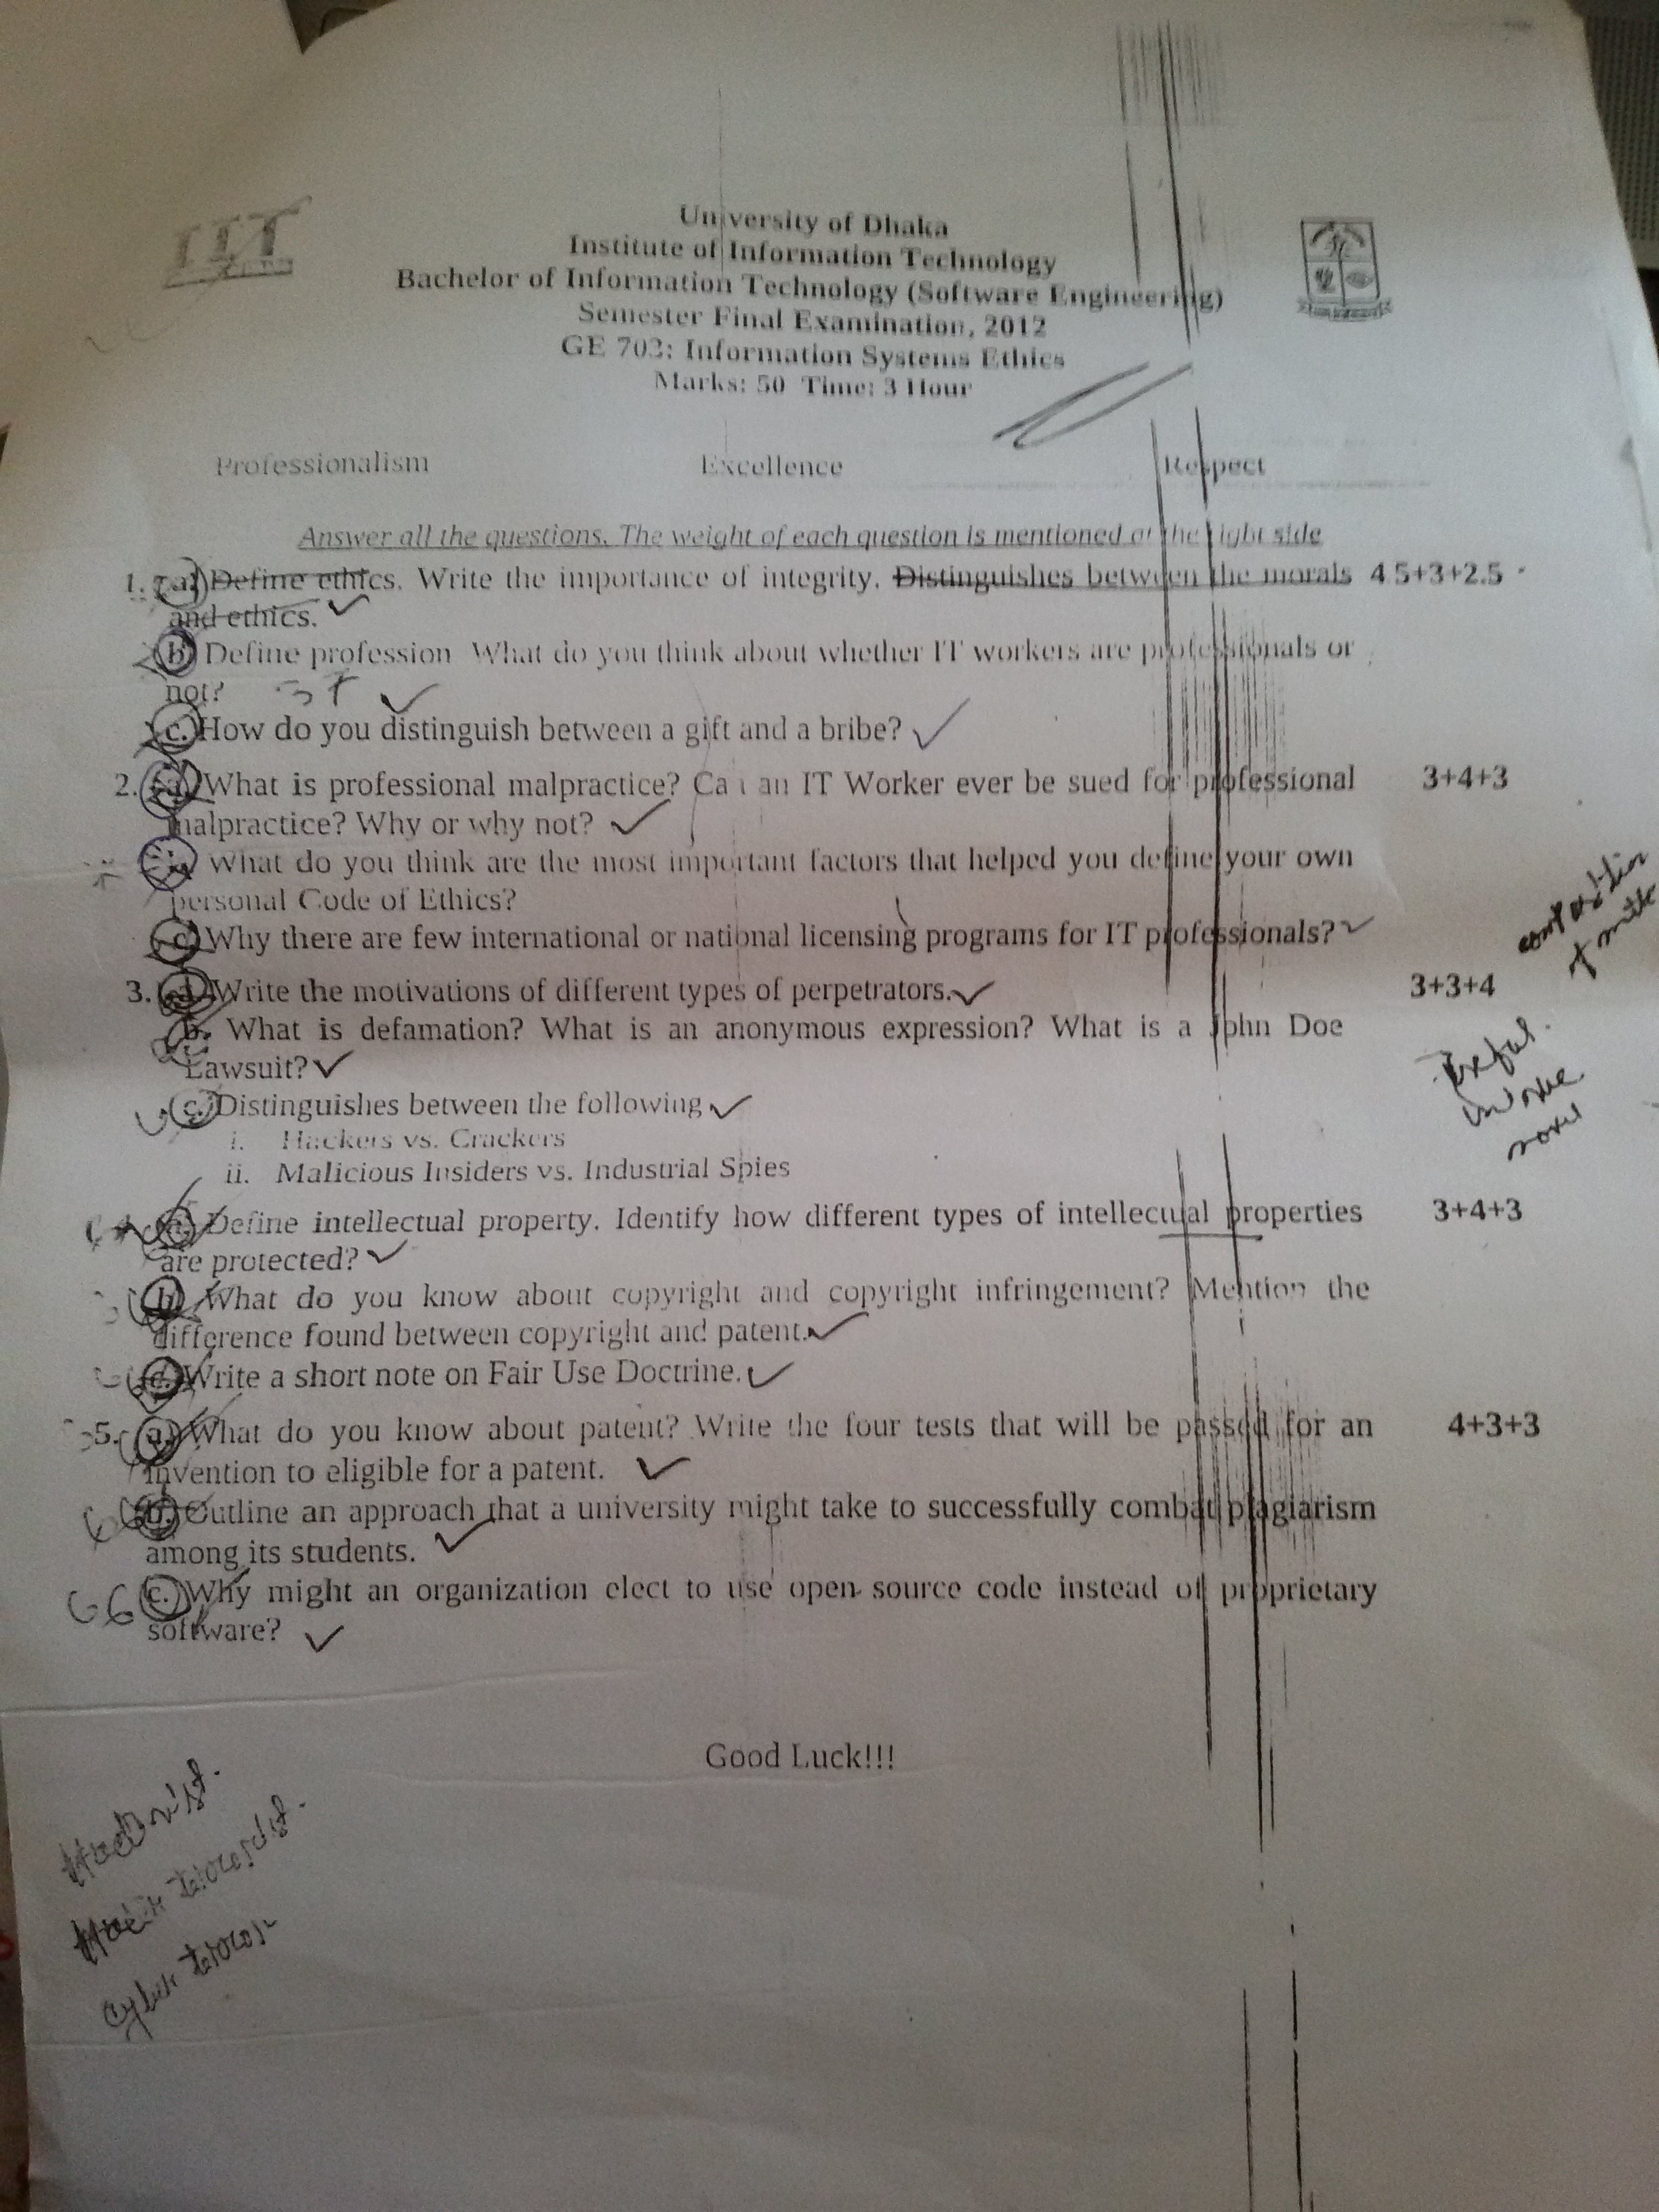 IIT
University of Dhaka
Institute of Information Technology
Bachelor of Information Technology (Software Engineering)
Semester Final Examination, 2012
GE 703: Information Systems Ethics
Marks: 50 Time: 3 Hour
Professionalism Excellence Respect
Answer all the questions. The weight of each question is mentioned at the right side
1. a. Define ethics. Write the importance of integrity. Distinguishes between the morals 4.5+3+2.5
and ethics.
b. Define profession. What do you think about whether IT workers are professionals or
not?
c. How do you distinguish between a gift and a bribe?
2. a. What is professional malpractice? Can an IT Worker ever be sued for professional 3+4+3
malpractice? Why or why not?
What do you think are the most important factors that helped you define your own
personal Code of Ethics?
c. Why there are few international or national licensing programs for IT professionals?
3. a. Write the motivations of different types of perpetrators. 3+3+4
b. What is defamation? What is an anonymous expression? What is a John Doe
Lawsuit?
c. Distinguishes between the following
i. Hackers vs. Crackers
ii. Malicious Insiders vs. Industrial Spies
Define intellectual property. Identify how different types of intellectual properties 3+4+3
are protected?
b. What do you know about copyright and copyright infringement? Mention the
difference found between copyright and patent.
c. Write a short note on Fair Use Doctrine.
5. a. What do you know about patent? Write the four tests that will be passed for an 4+3+3
invention to eligible for a patent.
b. Outline an approach that a university might take to successfully combat plagiarism
among its students.
c. Why might an organization elect to use open source code instead of proprietary
software?
Good Luck!!!